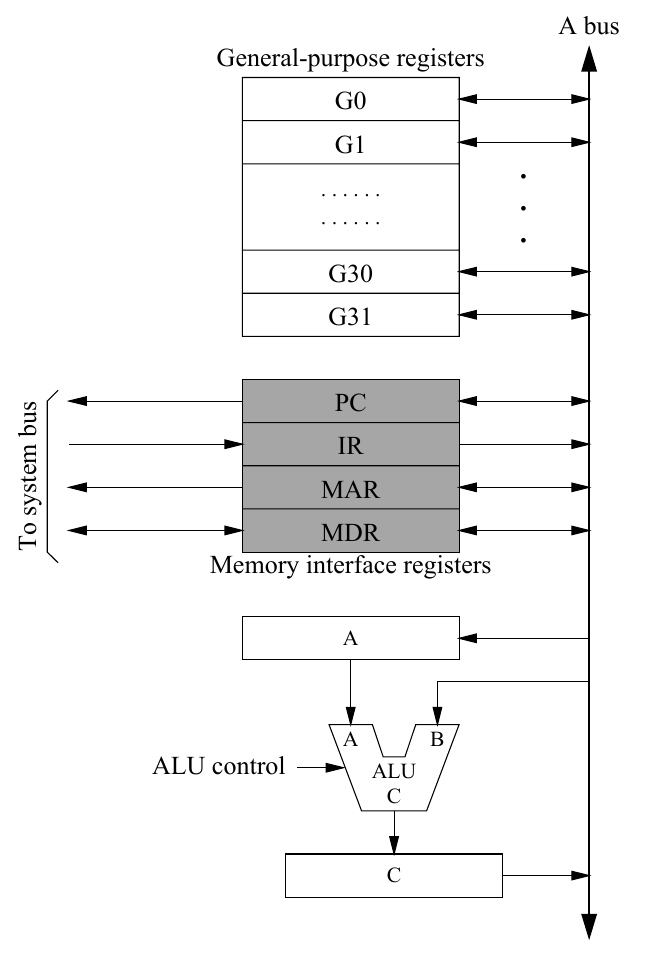 A bus
General-purpose registers
G0
G1
. . . . . .
. . . . . .
G30
G31
To system bus
PC
IR
MAR
MDR
Memory interface registers
A
A
B
ALU control
ALU
C
C